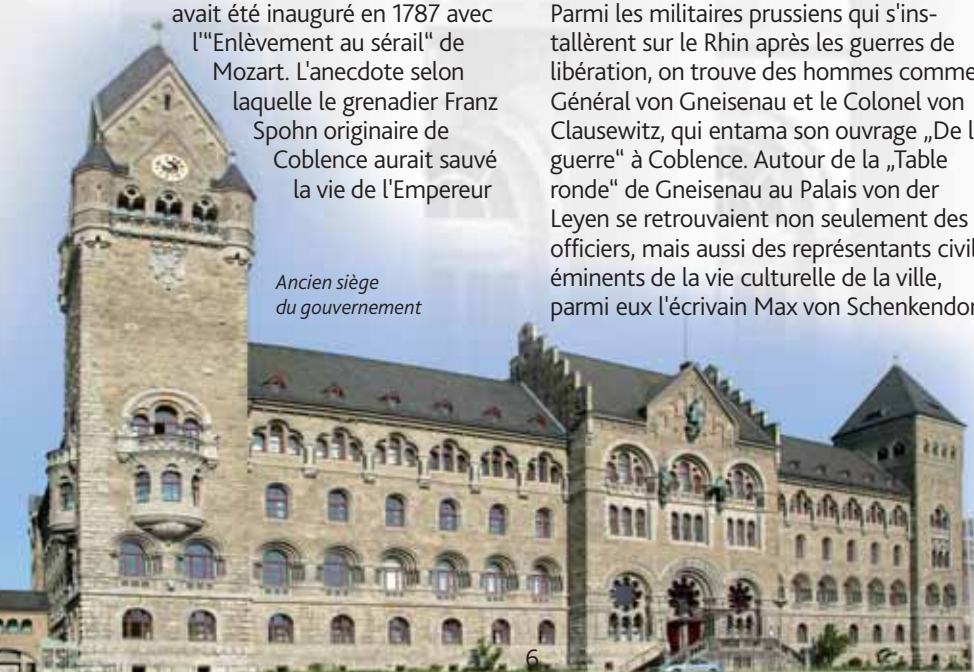 avait été inauguré en 1787 avec
l'"Enlèvement au sérail" de
Mozart. L'anecdote selon
laquelle le grenadier Franz
Spohn originaire de
Coblence aurait sauvé
la vie de l'Empereur
Ancien siège
du gouvernement
Parmi les militaires prussiens qui s'ins-
tallèrent sur le Rhin après les guerres de
libération, on trouve des hommes comme
Général von Gneisenau et le Colonel von
Clausewitz, qui entama son ouvrage „De l
guerre" à Coblence. Autour de la „Table
ronde" de Gneisenau au Palais von der
Leyen se retrouvaient non seulement des
officiers, mais aussi des représentants civil
éminents de la vie culturelle de la ville,
parmi eux l'écrivain Max von Schenkendor
6